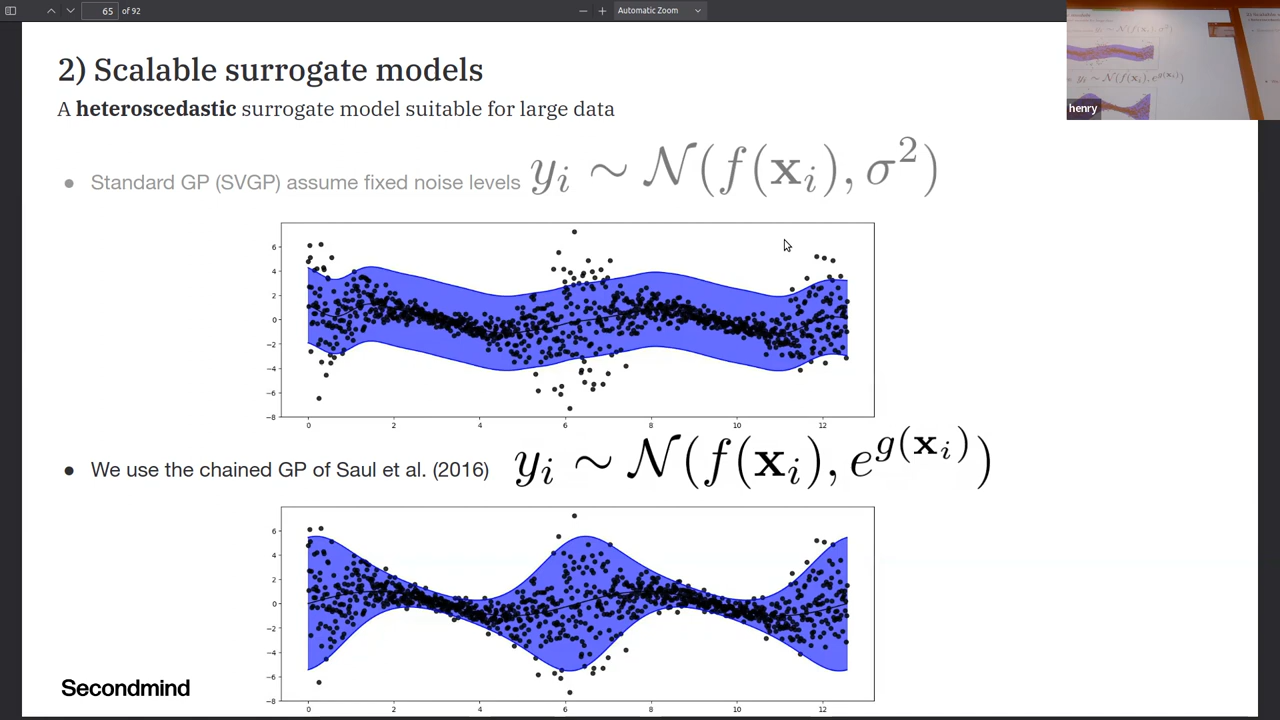 65 of 92
Automatic Zoom
2) Scalable surrogate models
A heteroscedastic surrogate model suitable for large data
henry
• Standard GP (SVGP) assume fixed noise levels yᵢ ∼ 𝒩(f(𝐱ᵢ), σ²)
6
4
2
0
−2
−4
−6
−8
0 2 4 6 8 10 12
• We use the chained GP of Saul et al. (2016) yᵢ ∼ 𝒩(f(𝐱ᵢ), e^{g(𝐱ᵢ)})
6
4
2
0
−2
−4
−6
−8
0 2 4 6 8 10 12
Secondmind